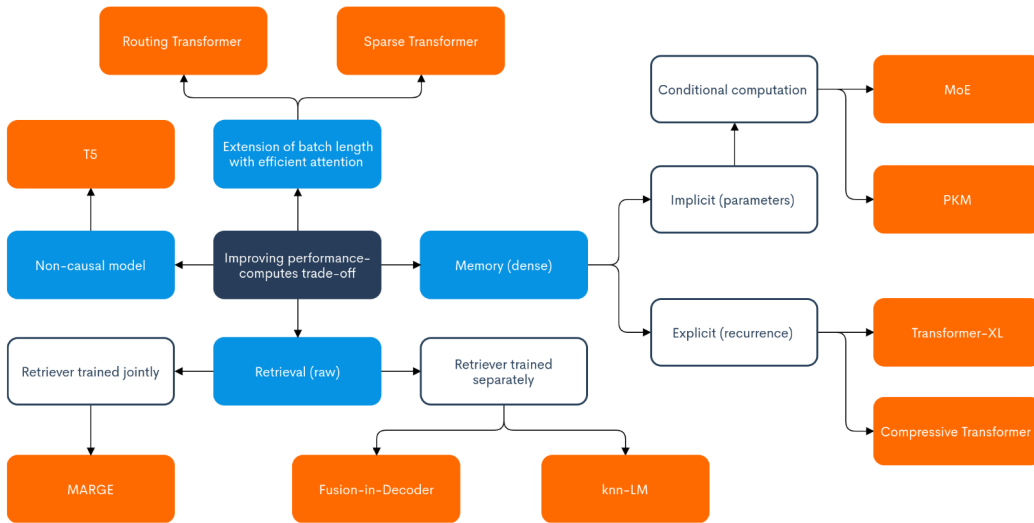 Routing Transformer
Sparse Transformer
Conditional computation
MoE
T5
Extension of batch length
with efficient attention
Implicit (parameters)
PKM
Non-causal model
Improving performance-
computes trade-off
Memory (dense)
Explicit (recurrence)
Transformer-XL
Retriever trained jointly
Retrieval (raw)
Retriever trained
separately
Compressive Transformer
MARGE
Fusion-in-Decoder
knn-LM